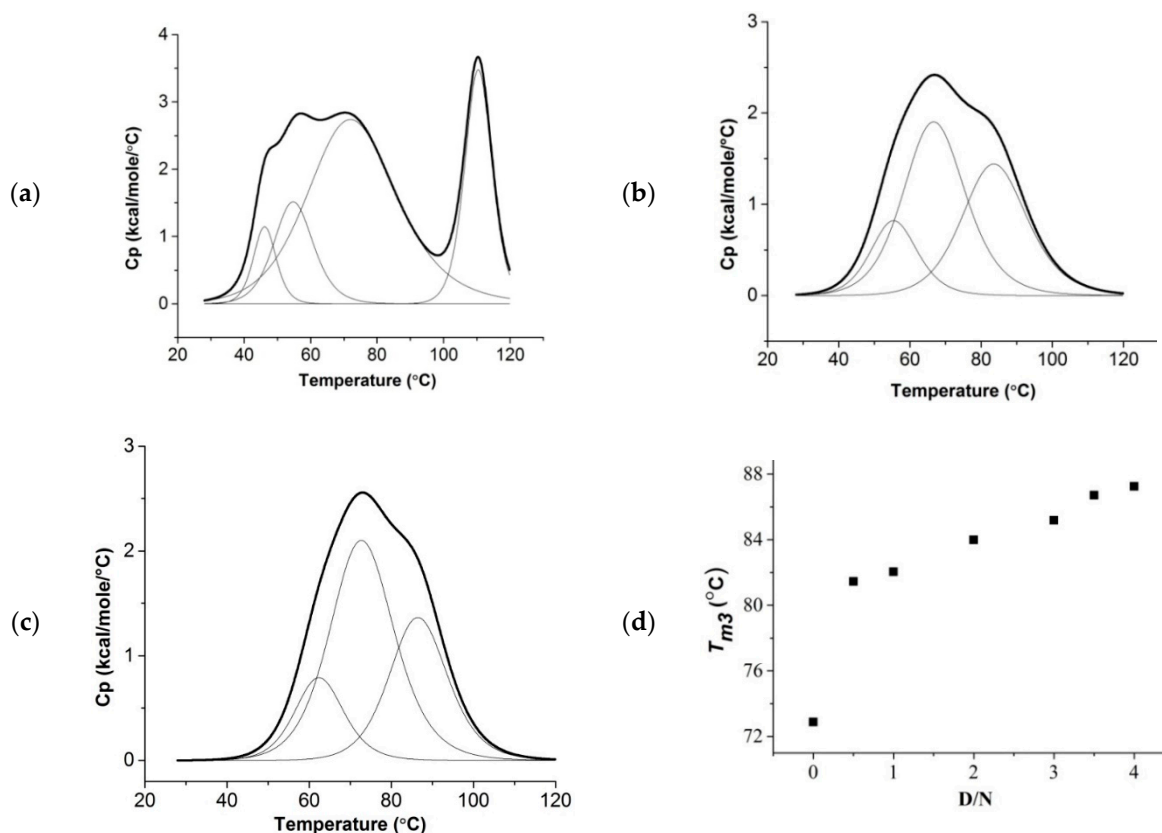 (a)
Cp (kcal/mole/°C)
4
3
2
1
0
20 40 60 80 100 120
Temperature (°C)
(b)
Cp (kcal/mole/°C)
3
2
1
0
20 40 60 80 100 120
Temperature (°C)
(c)
Cp (kcal/mole/°C)
3
2
1
0
20 40 60 80 100 120
Temperature (°C)
(d)
Tm3 (°C)
88
84
80
76
72
0 1 2 3 4
D/N